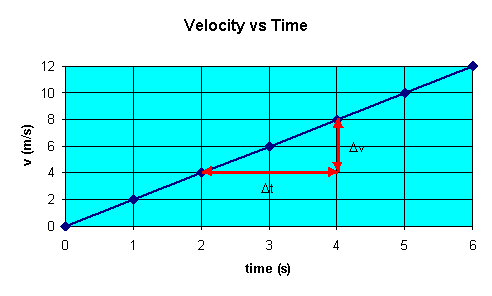 Velocity vs Time
v (m/s)
12
10
8
6
4
2
0
Δv
Δt
0 1 2 3 4 5 6
time (s)